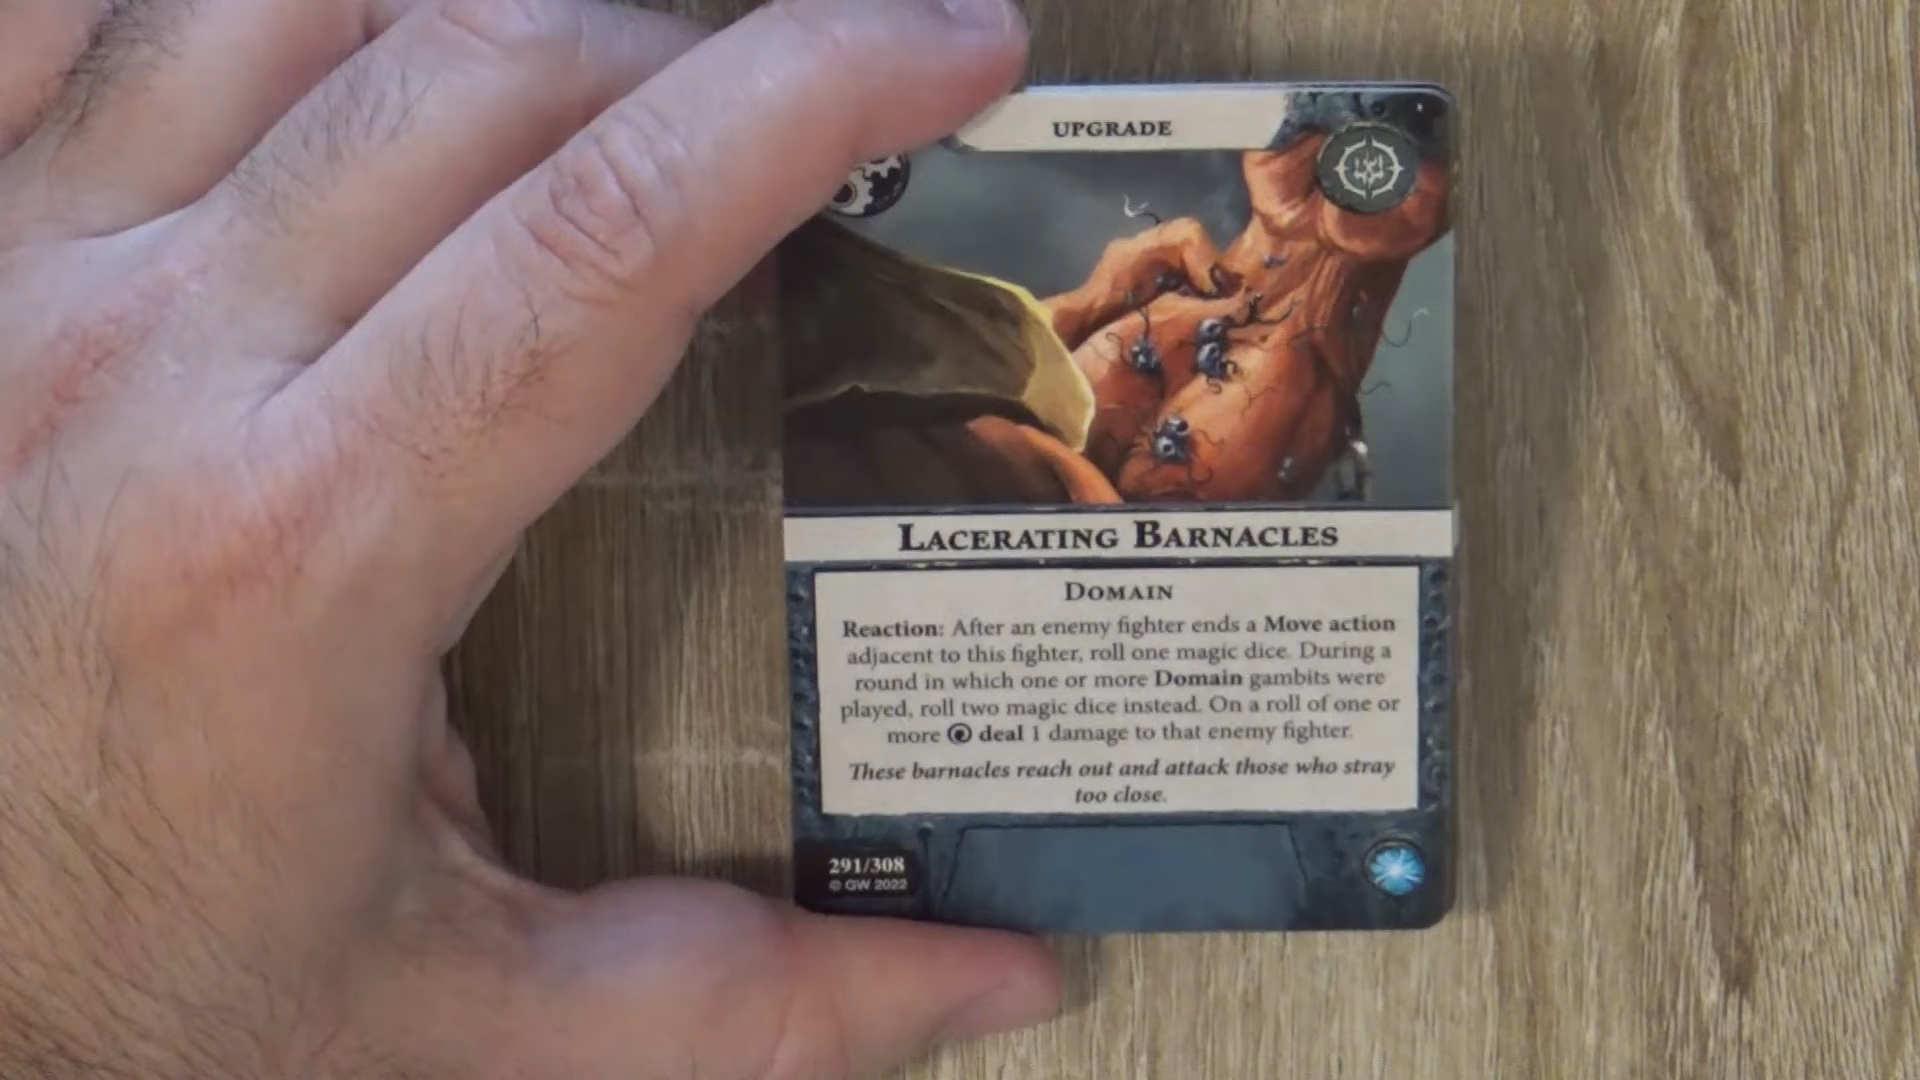 UPGRADE
LACERATING BARNACLES
DOMAIN
Reaction: After an enemy fighter ends a Move action
adjacent to this fighter, roll one magic dice. During a
round in which one or more Domain gambits were
played, roll two magic dice instead. On a roll of one or
more deal 1 damage to that enemy fighter.
These barnacles reach out and attack those who stray
too close.
291/308
© GW 2022